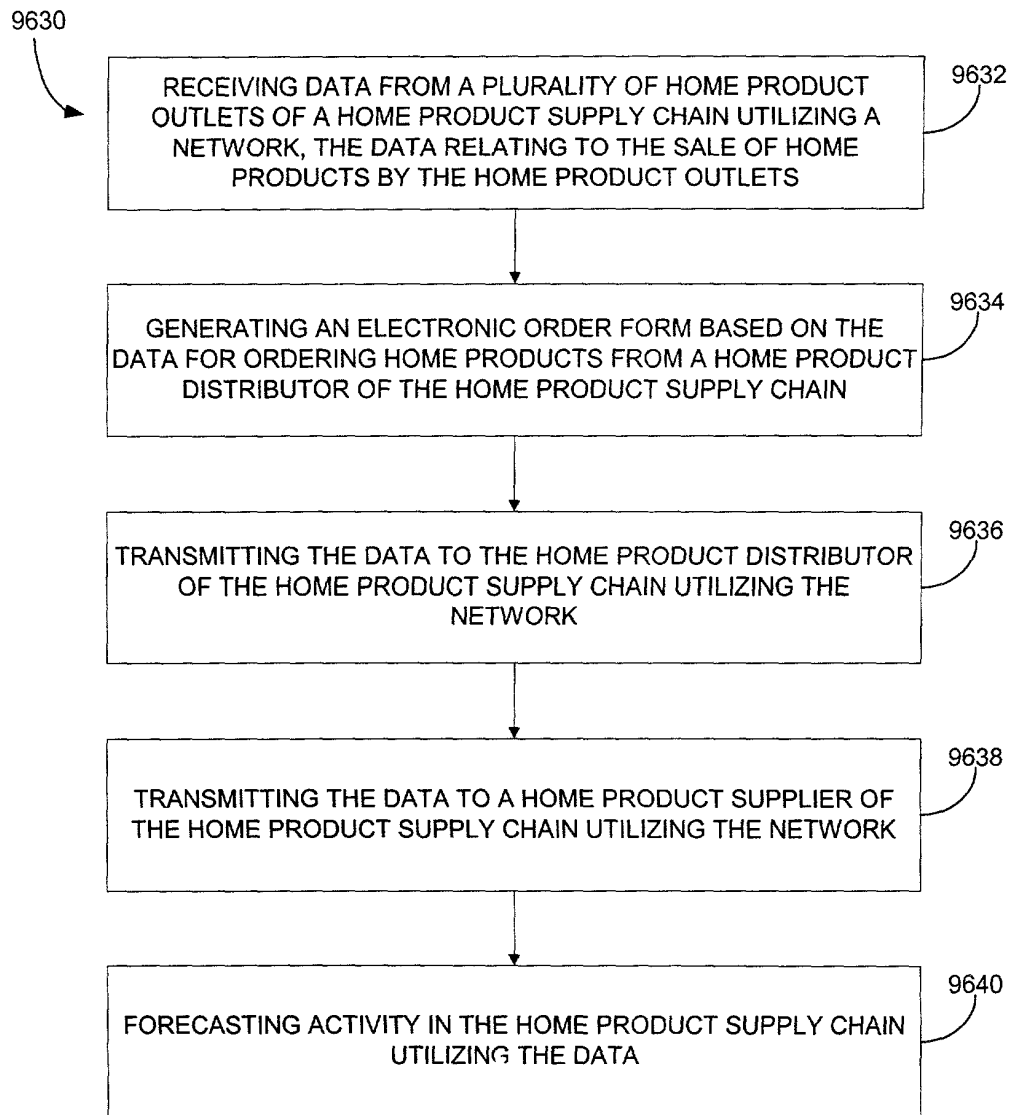 9630
RECEIVING DATA FROM A PLURALITY OF HOME PRODUCT
OUTLETS OF A HOME PRODUCT SUPPLY CHAIN UTILIZING A
NETWORK, THE DATA RELATING TO THE SALE OF HOME
PRODUCTS BY THE HOME PRODUCT OUTLETS
9632
GENERATING AN ELECTRONIC ORDER FORM BASED ON THE
DATA FOR ORDERING HOME PRODUCTS FROM A HOME PRODUCT
DISTRIBUTOR OF THE HOME PRODUCT SUPPLY CHAIN
9634
TRANSMITTING THE DATA TO THE HOME PRODUCT DISTRIBUTOR
OF THE HOME PRODUCT SUPPLY CHAIN UTILIZING THE
NETWORK
9636
TRANSMITTING THE DATA TO A HOME PRODUCT SUPPLIER OF
THE HOME PRODUCT SUPPLY CHAIN UTILIZING THE NETWORK
9638
FORECASTING ACTIVITY IN THE HOME PRODUCT SUPPLY CHAIN
UTILIZING THE DATA
9640